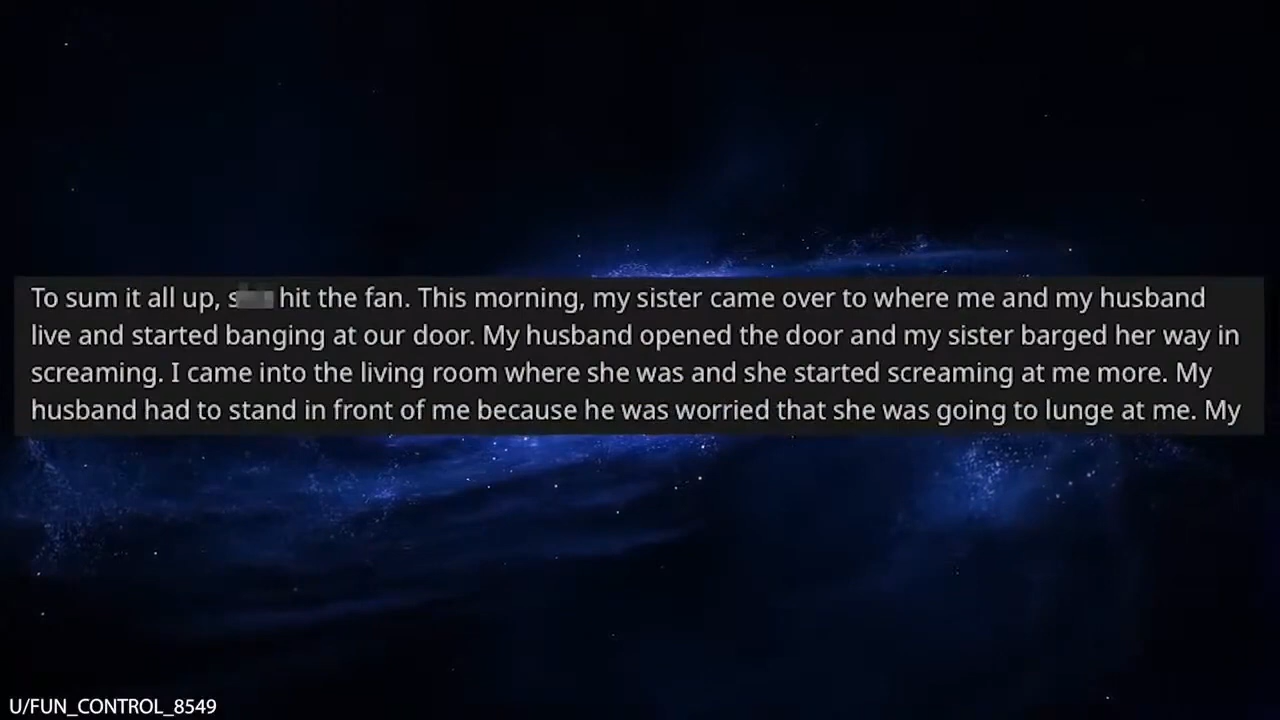 To sum it all up, s hit the fan. This morning, my sister came over to where me and my husband
live and started banging at our door. My husband opened the door and my sister barged her way in
screaming. I came into the living room where she was and she started screaming at me more. My
husband had to stand in front of me because he was worried that she was going to lunge at me. My
U/FUN_CONTROL_8549